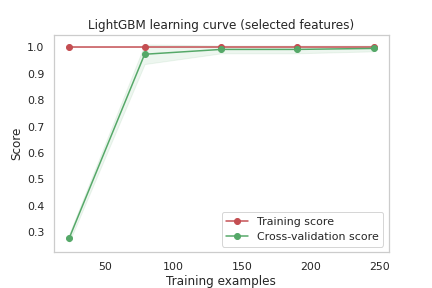 LightGBM learning curve (selected features)
1.0
0.9
0.8
0.7
0.6
0.5
0.4
0.3
Score
Training score
Cross-validation score
50
100
150
200
250
Training examples